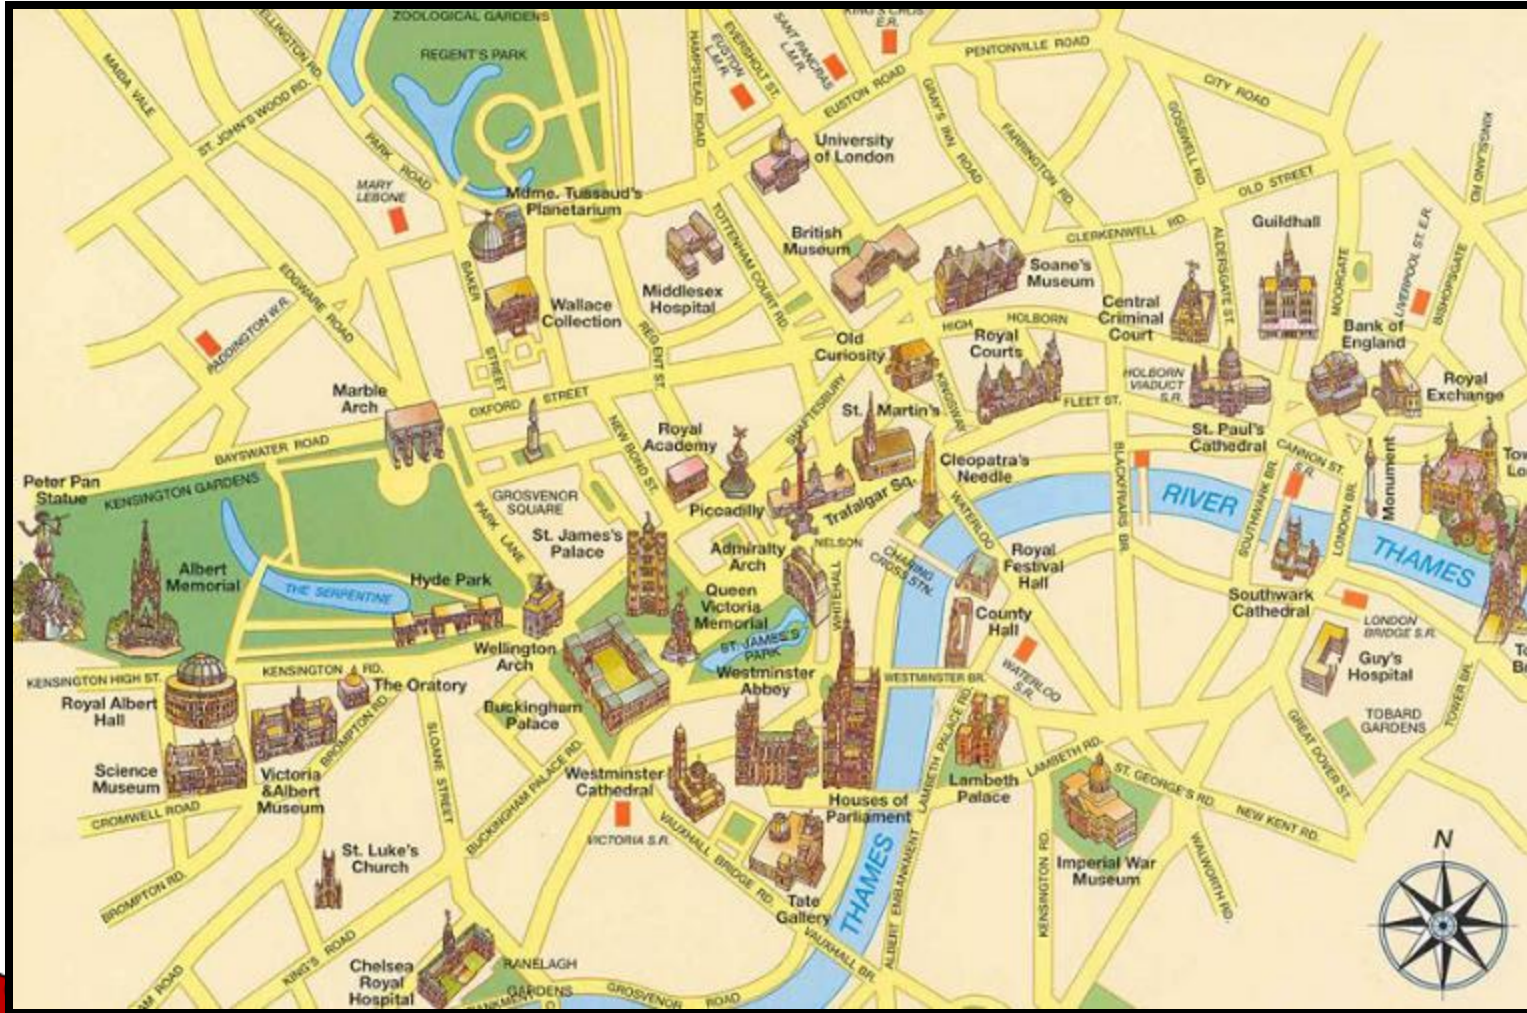 ZOOLOGICAL GARDENS
REGENT'S PARK
MAIDA VALE
ST. JOHN'S WOOD RD.
PARK ROAD
HAMPSTEAD ROAD
EVERSHOLT ST.
EUSTON
L.M.R.
SANT PANCRAS
L.M.R.
E.R.
PENTONVILLE ROAD
CITY ROAD
EUSTON ROAD
GRAY'S INN ROAD
FARRINGTON RD.
GOSSWELL RD.
OLD STREET
KINGSLAND RD
MARY
LEBONE
Mdme. Tussaud's
Planetarium
University
of London
TOTTENHAM COURT RD.
British
Museum
Soane's
Museum
CLERKENWELL RD.
ALDERSGATE ST.
Guildhall
MOORGATE
LIVERPOOL ST. E.R.
BISHOPSGATE
EDGWARE ROAD
PADDINGTON W.R.
BAKER
STREET
Wallace
Collection
Middlesex
Hospital
REGENT ST.
Old
Curiosity
HIGH
HOLBORN
Royal
Courts
Central
Criminal
Court
Bank of
England
HOLBORN
VIADUCT
S.R.
Royal
Exchange
Marble
Arch
OXFORD STREET
NEW BOND ST.
SHAFTESBURY
KINGSWAY
FLEET ST.
St. Martin's
Royal
Academy
BAYSWATER ROAD
KENSINGTON GARDENS
Peter Pan
Statue
GROSVENOR
SQUARE
PARK LANE
Piccadilly
Trafalgar Sq.
Cleopatra's
Needle
St. Paul's
Cathedral
CANNON ST.
S.R.
Monument
BLACKFRIARS BR.
RIVER
THAMES
SOUTHWARK BR.
LONDON BR.
WATERLOO
St. James's
Palace
Admiralty
Arch
NELSON
CHARING
CROSS STN.
Royal
Festival
Hall
Albert
Memorial
THE SERPENTINE
Hyde Park
Queen
Victoria
Memorial
WHITEHALL
County
Hall
Southwark
Cathedral
LONDON
BRIDGE S.R.
Wellington
Arch
ST. JAMES'S
PARK
Westminster
Abbey
WESTMINSTER BR.
WATERLOO
S.R.
Guy's
Hospital
KENSINGTON HIGH ST.
KENSINGTON RD.
The Oratory
Royal Albert
Hall
Buckingham
Palace
LAMBETH PALACE RD.
TOBARD
GARDENS
TOWER BR.
GREAT DOVER ST.
Science
Museum
Victoria
&Albert
Museum
BROMPTON RD.
SLOANE STREET
BUCKINGHAM PALACE RD.
Westminster
Cathedral
VICTORIA S.R.
Houses of
Parliament
Lambeth
Palace
LAMBETH RD.
ST. GEORGE'S RD.
NEW KENT RD.
CROMWELL ROAD
VAUXHALL BRIDGE RD.
St. Luke's
Church
Imperial War
Museum
WALWORTH RD.
N
BROMPTON RD.
Tate
Gallery
THAMES
ALBERT EMBANKMENT
KENSINGTON RD.
KING'S ROAD
VAUXHALL BR.
Chelsea
Royal
Hospital
RANELAGH
GARDENS
GROSVENOR ROAD